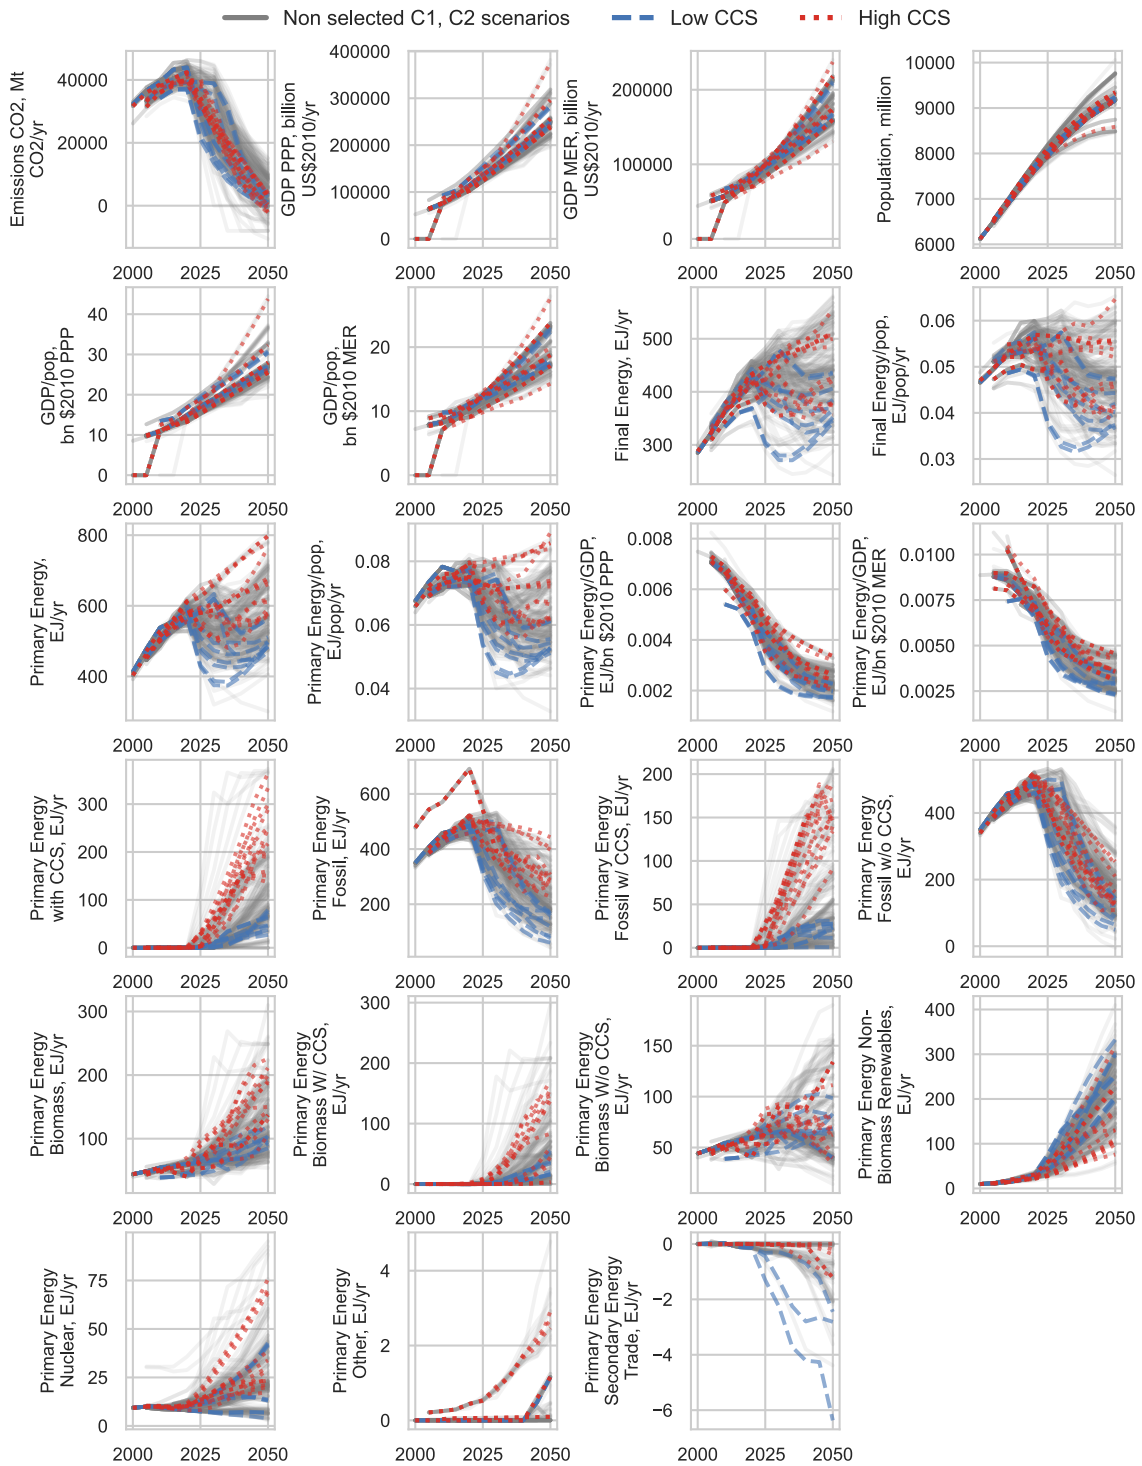 Non selected C1, C2 scenarios
Low CCS
High CCS
Emissions CO2, Mt
CO2/yr
40000
20000
0
GDP PPP, billion
US$2010/yr
400000
300000
200000
100000
0
GDP MER, billion
US$2010/yr
200000
100000
0
Population, million
10000
9000
8000
7000
6000
2000 2025 2050
2000 2025 2050
2000 2025 2050
2000 2025 2050
GDP/pop,
bn $2010 PPP
40
30
20
10
0
GDP/pop,
bn $2010 MER
20
10
0
Final Energy, EJ/yr
500
400
300
Final Energy/pop,
EJ/pop/yr
0.06
0.05
0.04
0.03
2000 2025 2050
2000 2025 2050
2000 2025 2050
2000 2025 2050
Primary Energy,
EJ/yr
800
600
400
Primary Energy/pop,
EJ/pop/yr
0.08
0.06
0.04
Primary Energy/GDP,
EJ/bn $2010 PPP
0.008
0.006
0.004
0.002
Primary Energy/GDP,
EJ/bn $2010 MER
0.0100
0.0075
0.0050
0.0025
2000 2025 2050
2000 2025 2050
2000 2025 2050
2000 2025 2050
Primary Energy
with CCS, EJ/yr
300
200
100
0
Primary Energy
Fossil, EJ/yr
600
400
200
Primary Energy
Fossil w/ CCS, EJ/yr
200
150
100
50
0
Primary Energy
Fossil w/o CCS,
EJ/yr
400
200
0
2000 2025 2050
2000 2025 2050
2000 2025 2050
2000 2025 2050
Primary Energy
Biomass, EJ/yr
300
200
100
Primary Energy
Biomass W/ CCS,
EJ/yr
300
200
100
0
Primary Energy
Biomass W/o CCS,
EJ/yr
150
100
50
Primary Energy Non-
Biomass Renewables,
EJ/yr
400
300
200
100
0
2000 2025 2050
2000 2025 2050
2000 2025 2050
2000 2025 2050
Primary Energy
Nuclear, EJ/yr
75
50
25
0
Primary Energy
Other, EJ/yr
4
2
0
Primary Energy
Secondary Energy
Trade, EJ/yr
0
−2
−4
−6
2000 2025 2050
2000 2025 2050
2000 2025 2050